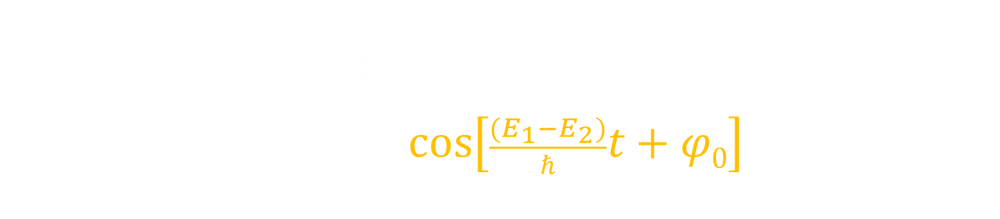 cos[(E₁−E₂)/ħ t + φ₀]